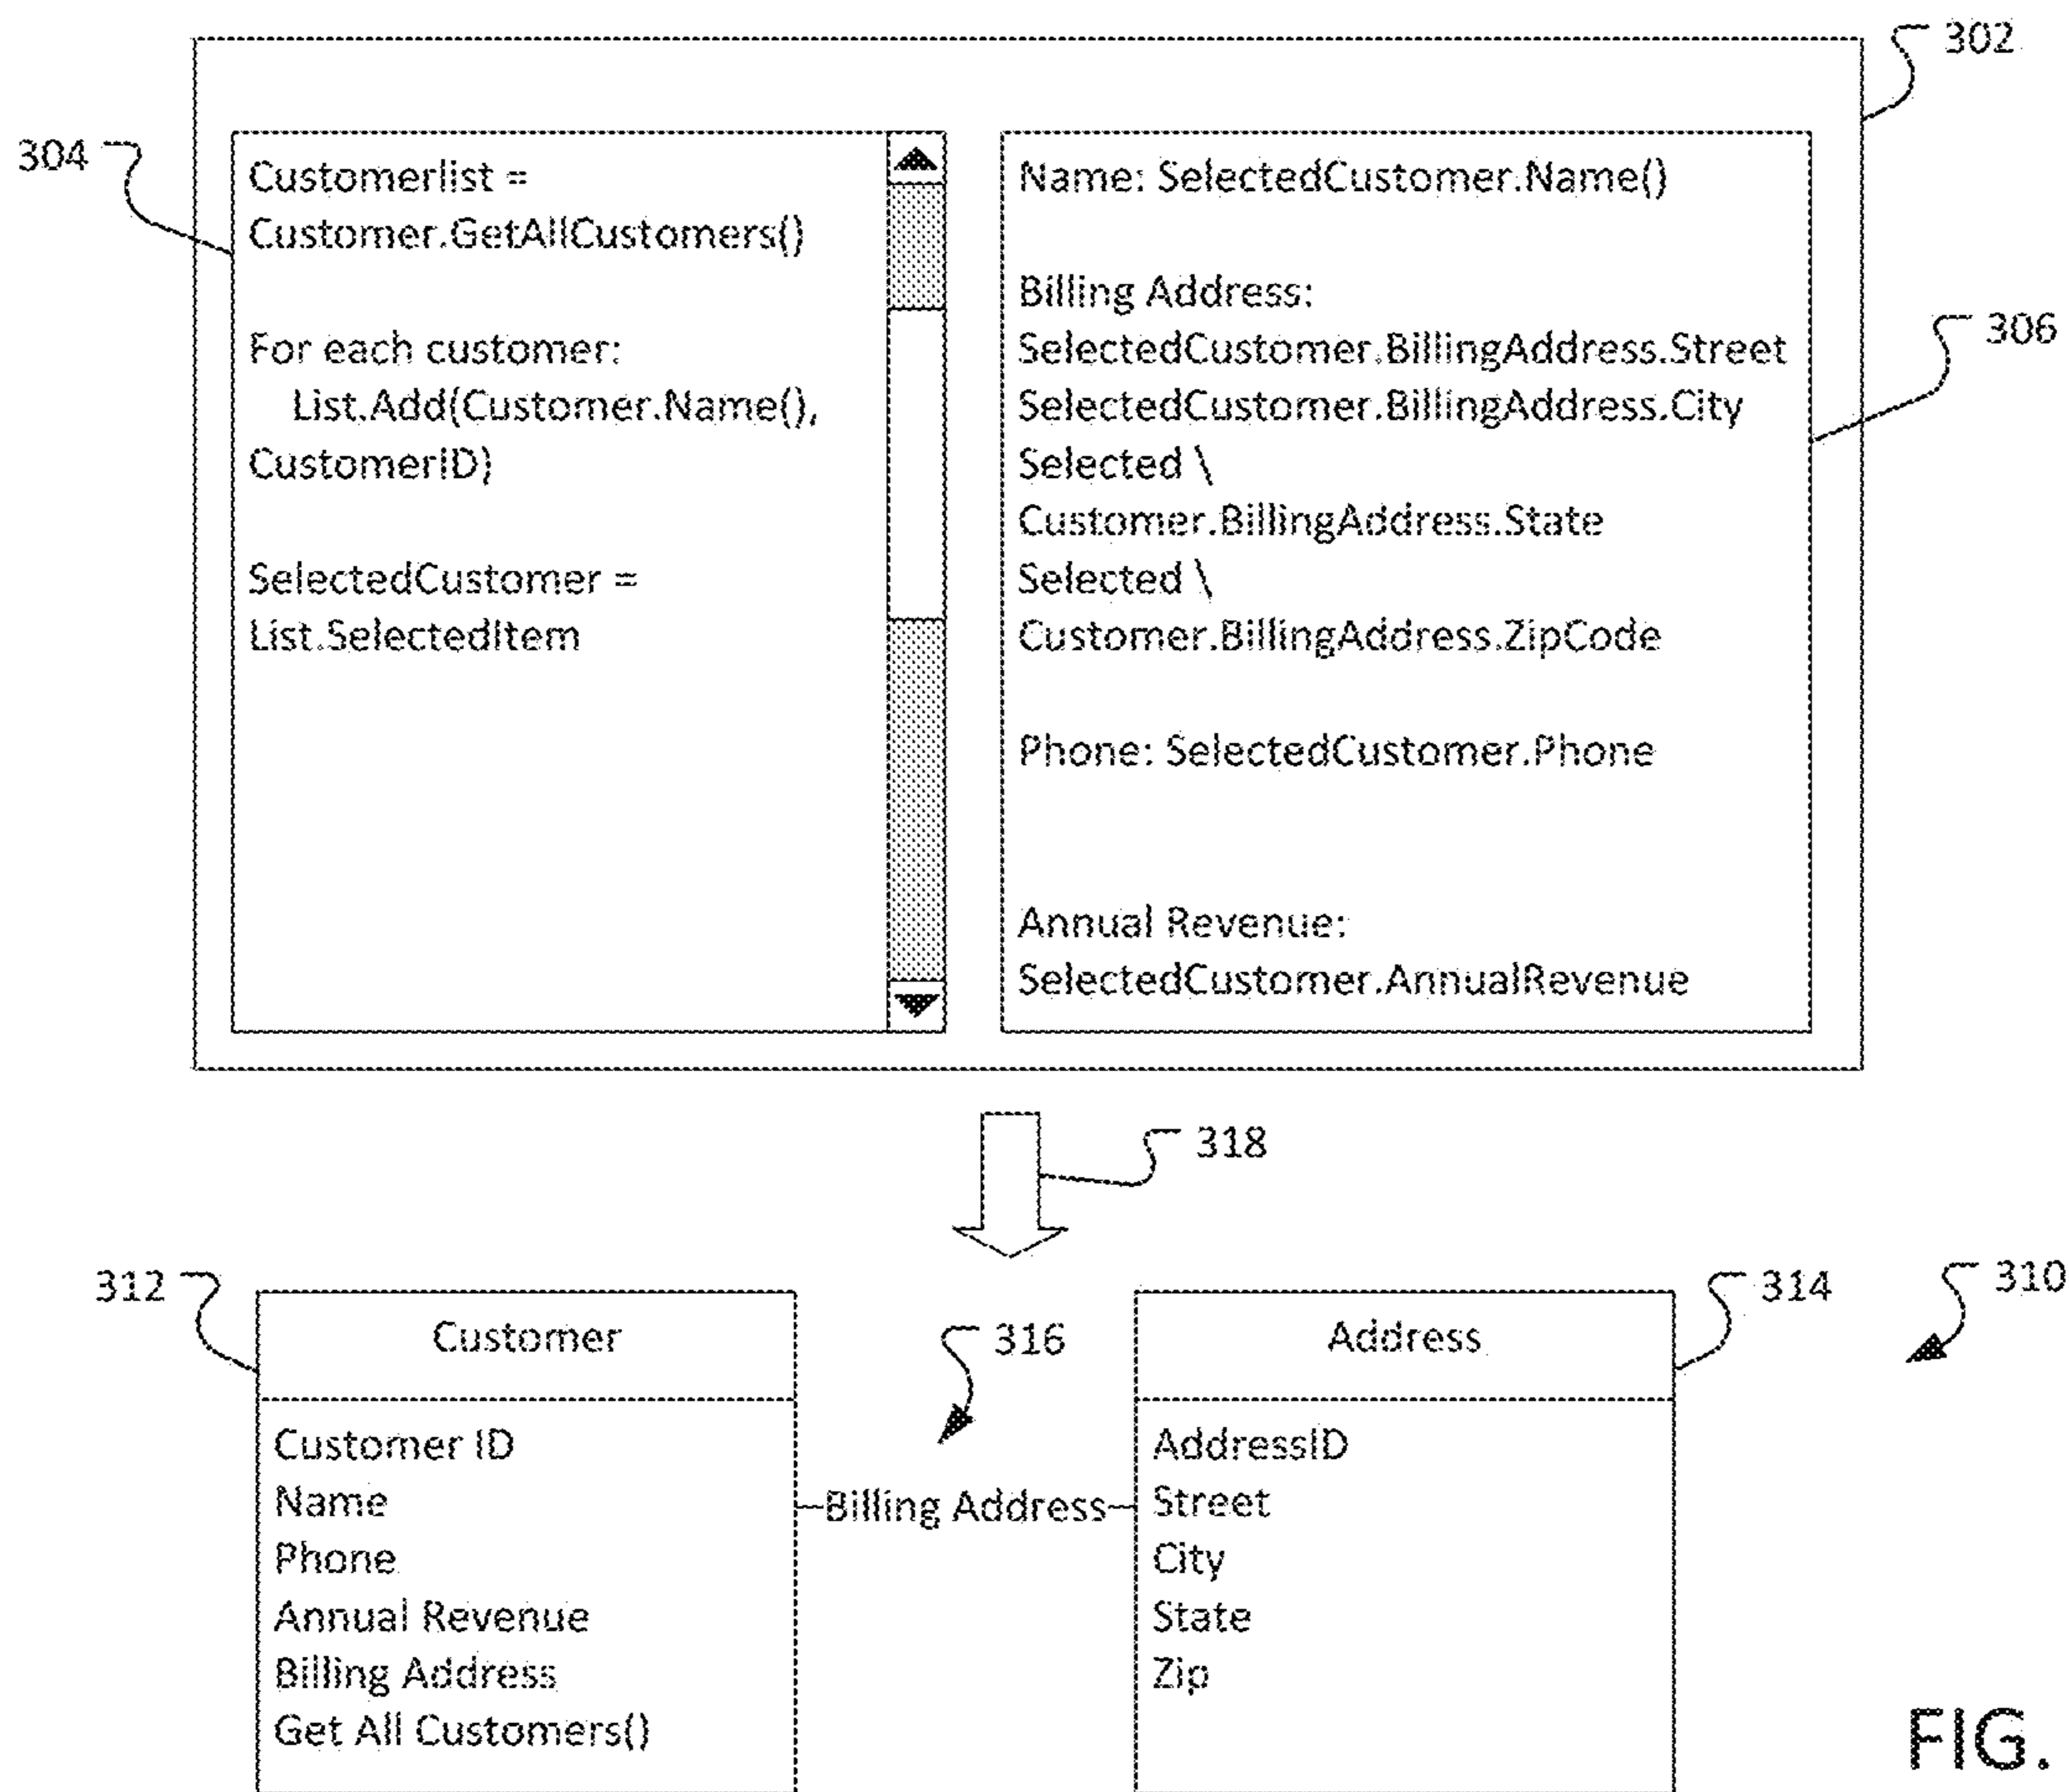 302
304
Customerlist =
Customer.GetAllCustomers()
For each customer:
List.Add(Customer.Name(),
CustomerID)
SelectedCustomer =
List.SelectedItem
Name: SelectedCustomer.Name()
Billing Address:
SelectedCustomer.BillingAddress.Street
SelectedCustomer.BillingAddress.City
Selected \
Customer.BillingAddress.State
Selected \
Customer.BillingAddress.ZipCode
Phone: SelectedCustomer.Phone
Annual Revenue:
SelectedCustomer.AnnualRevenue
306
318
312
Customer
Customer ID
Name
Phone
Annual Revenue
Billing Address
Get All Customers()
316
Billing Address
314
Address
AddressID
Street
City
State
Zip
310
FIG.